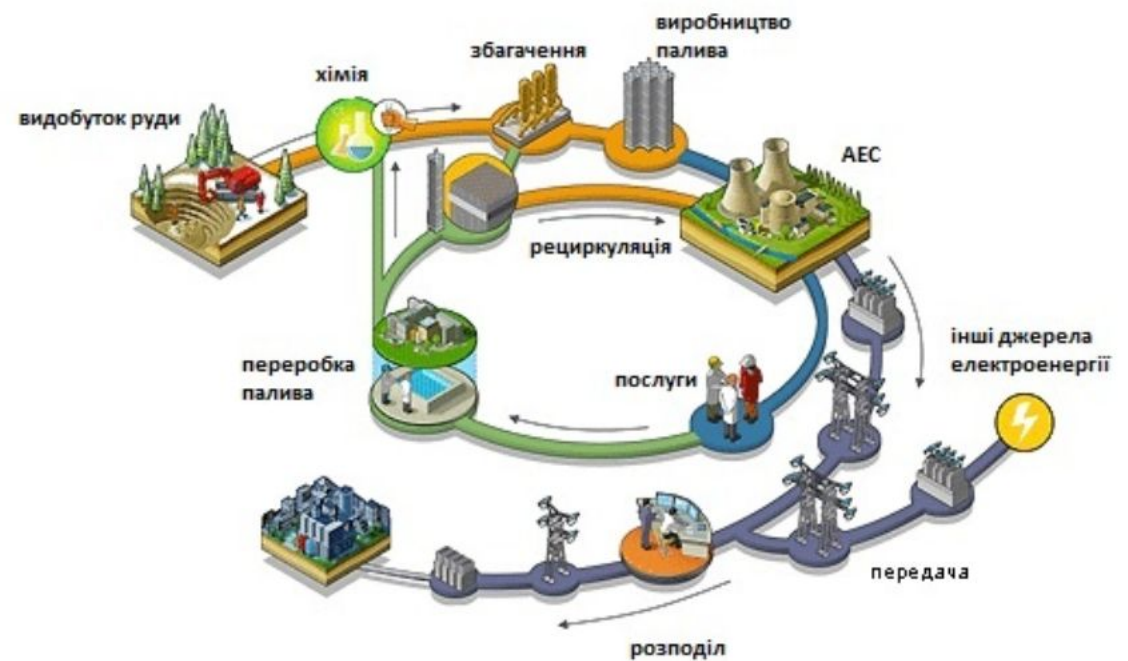 виробництво
палива
збагачення
хімія
видобуток руди
АЕС
рециркуляція
інші джерела
електроенергії
переробка
палива
послуги
передача
розподіл